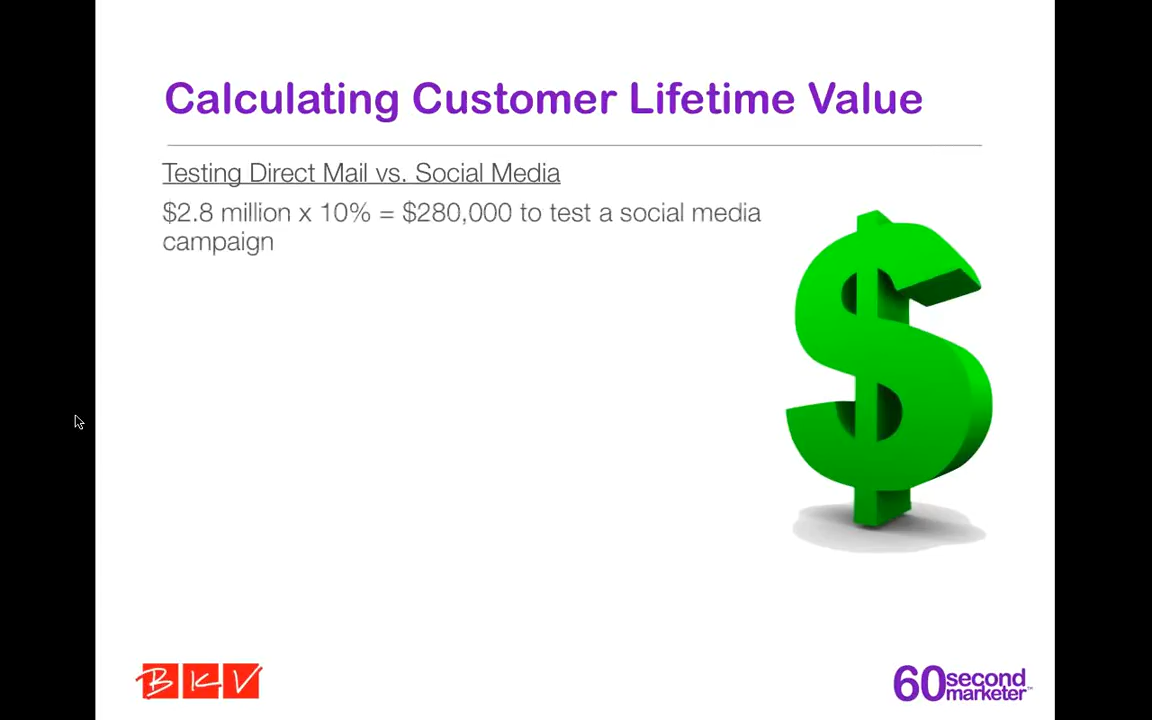 Calculating Customer Lifetime Value
Testing Direct Mail vs. Social Media
$2.8 million x 10% = $280,000 to test a social media
campaign
BKV
60second
marketer™